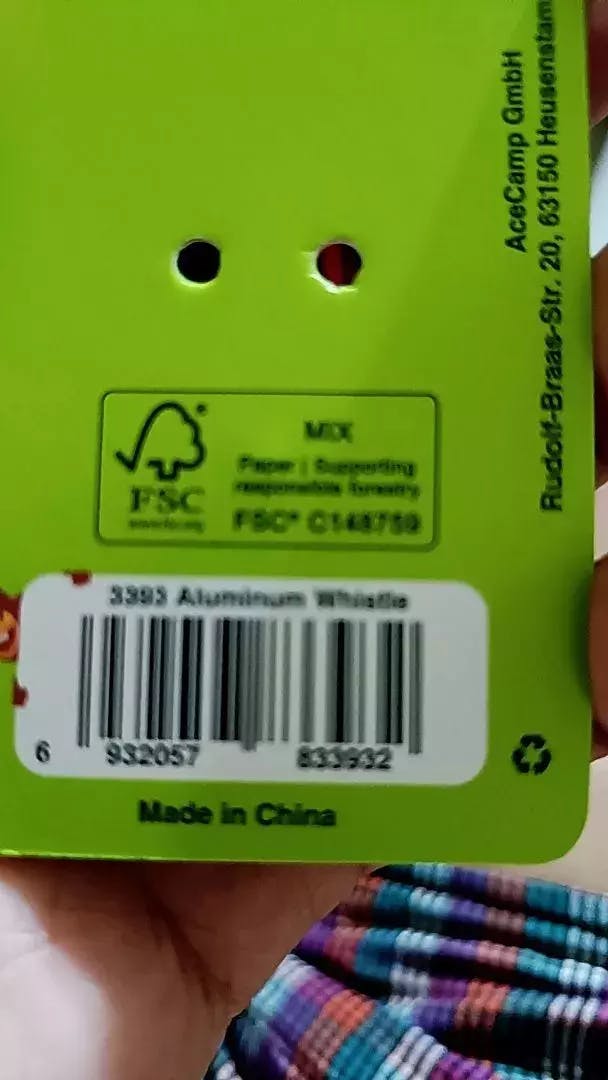 AceCamp GmbH
Rudolf-Braas-Str. 20, 63150 Heusenstam
MIX
Paper | Supporting
responsible forestry
FSC® C148759
FSC
3393 Aluminum Whistle
6 932057 833932
Made in China